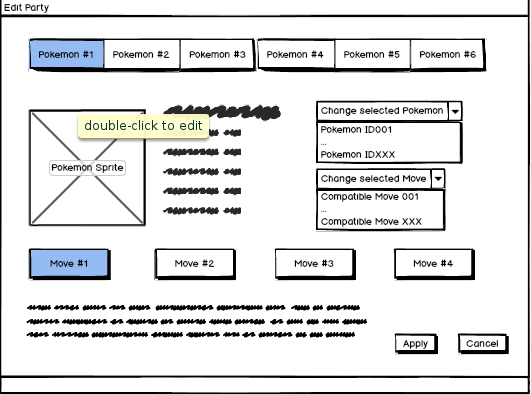 Edit Party
Pokemon #1 Pokemon #2 Pokemon #3 Pokemon #4 Pokemon #5 Pokemon #6
double-click to edit
Pokemon Sprite
Change selected Pokemon
Pokemon ID001
...
Pokemon IDXXX
Change selected Move
Compatible Move 001
...
Compatible Move XXX
Move #1 Move #2 Move #3 Move #4
Apply Cancel